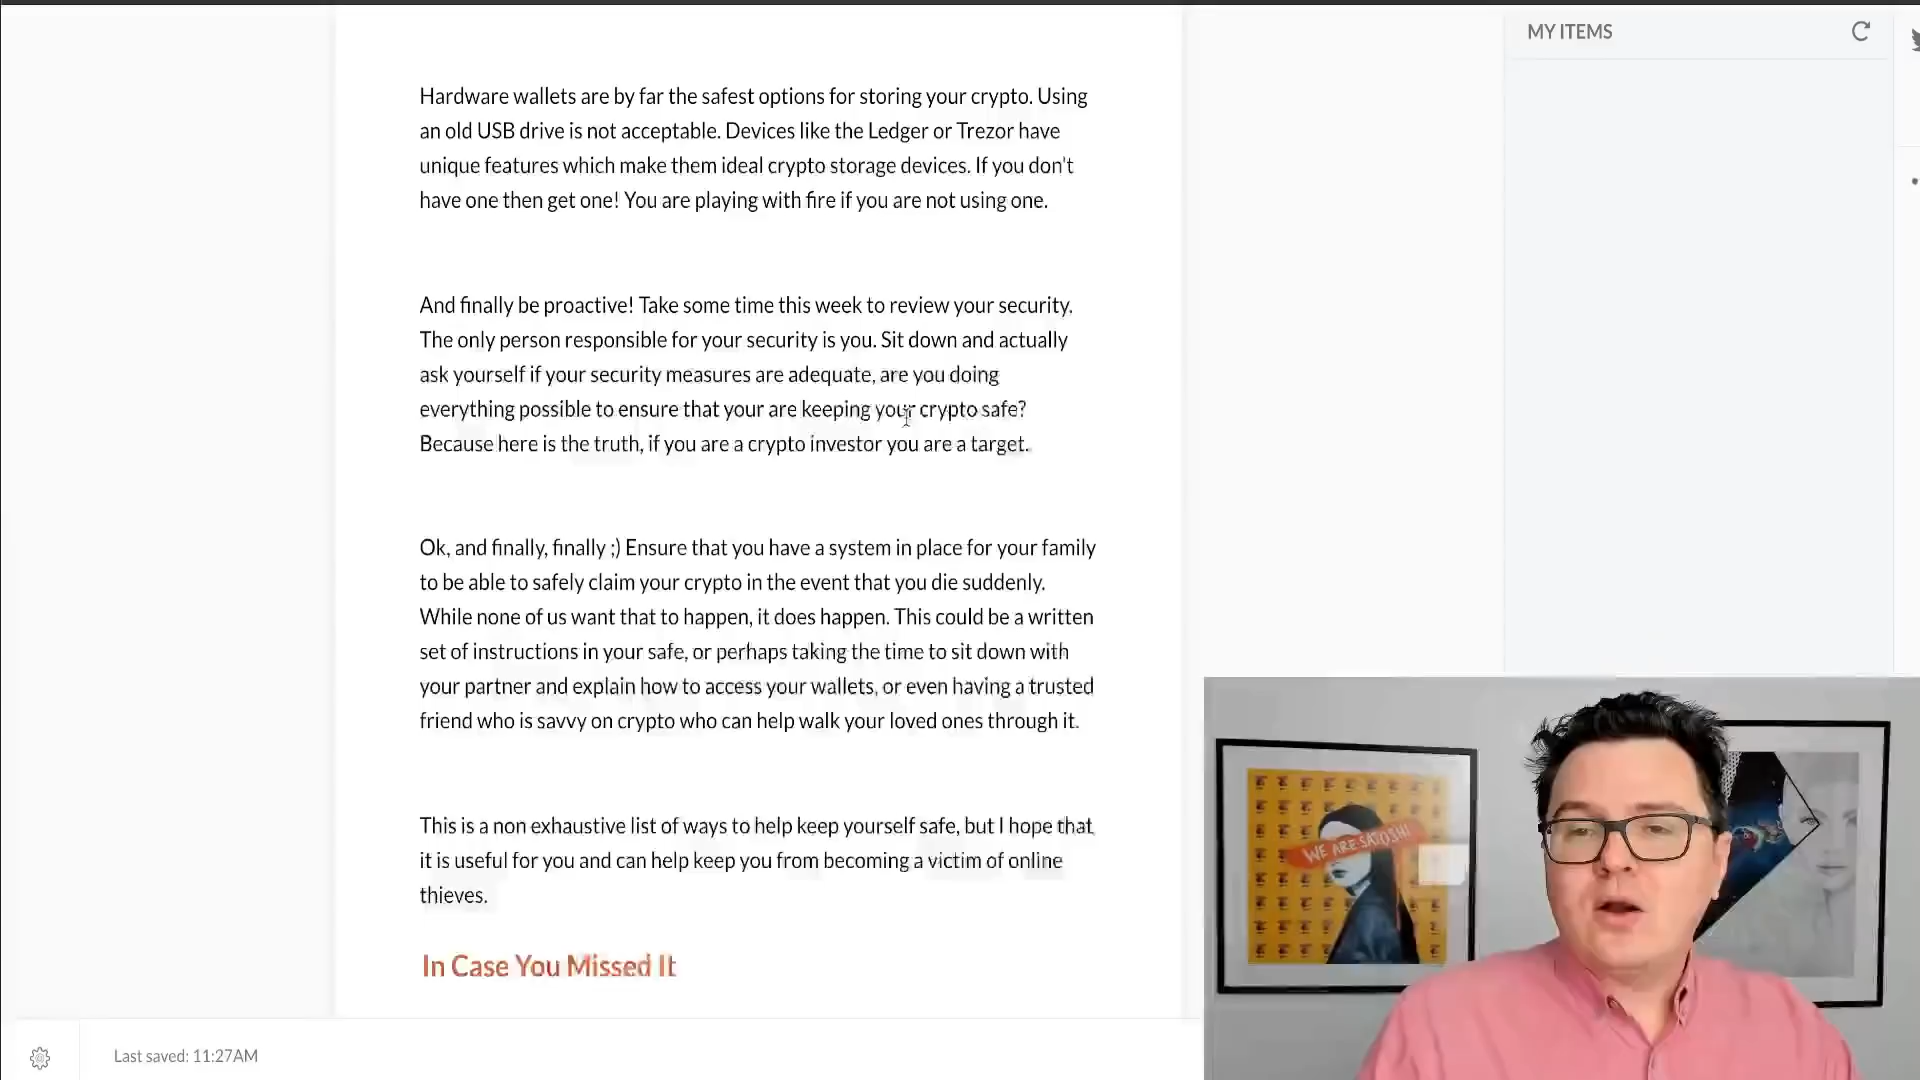 MY ITEMS
Hardware wallets are by far the safest options for storing your crypto. Using
an old USB drive is not acceptable. Devices like the Ledger or Trezor have
unique features which make them ideal crypto storage devices. If you don't
have one then get one! You are playing with fire if you are not using one.
And finally be proactive! Take some time this week to review your security.
The only person responsible for your security is you. Sit down and actually
ask yourself if your security measures are adequate, are you doing
everything possible to ensure that your are keeping your crypto safe?
Because here is the truth, if you are a crypto investor you are a target.
Ok, and finally, finally ;) Ensure that you have a system in place for your family
to be able to safely claim your crypto in the event that you die suddenly.
While none of us want that to happen, it does happen. This could be a written
set of instructions in your safe, or perhaps taking the time to sit down with
your partner and explain how to access your wallets, or even having a trusted
friend who is savvy on crypto who can help walk your loved ones through it.
This is a non exhaustive list of ways to help keep yourself safe, but I hope that
it is useful for you and can help keep you from becoming a victim of online
thieves.
In Case You Missed It
WE ARE SATOSHI
Last saved: 11:27AM